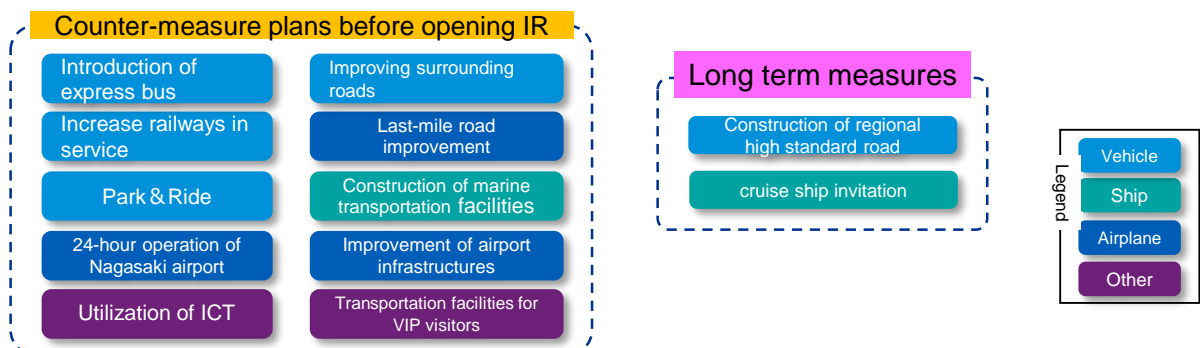 Counter-measure plans before opening IR
Introduction of
express bus
Improving surrounding
roads
Increase railways in
service
Last-mile road
improvement
Park & Ride
Construction of marine
transportation facilities
24-hour operation of
Nagasaki airport
Improvement of airport
infrastructures
Utilization of ICT
Transportation facilities for
VIP visitors
Long term measures
Construction of regional
high standard road
cruise ship invitation
Legend
Vehicle
Ship
Airplane
Other